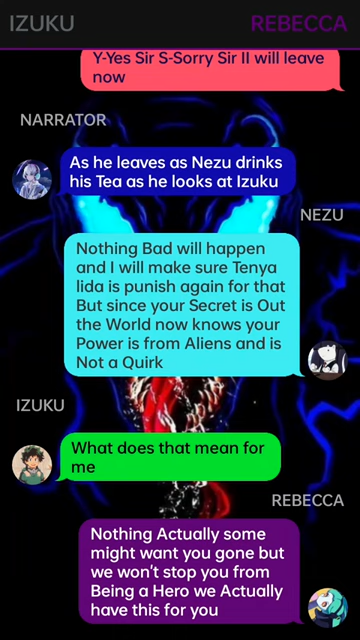 IZUKU
REBECCA
Y-Yes Sir S-Sorry Sir II will leave
now
NARRATOR
As he leaves as Nezu drinks
his Tea as he looks at Izuku
NEZU
Nothing Bad will happen
and I will make sure Tenya
Iida is punish again for that
But since your Secret is Out
the World now knows your
Power is from Aliens and is
Not a Quirk
IZUKU
What does that mean for
me
REBECCA
Nothing Actually some
might want you gone but
we won't stop you from
Being a Hero we Actually
have this for you